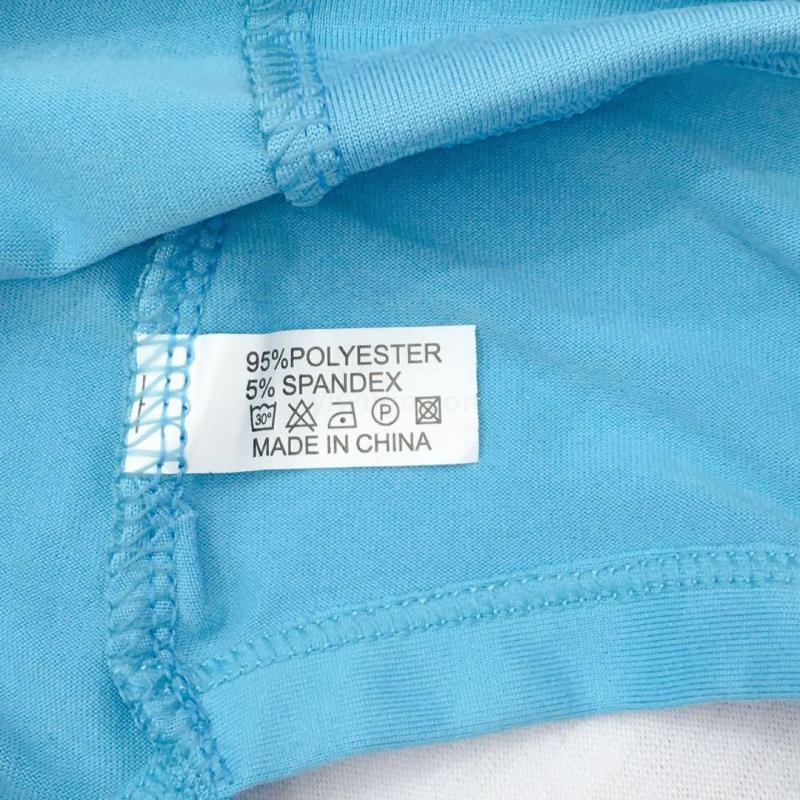 95%POLYESTER
5% SPANDEX
30° P
MADE IN CHINA